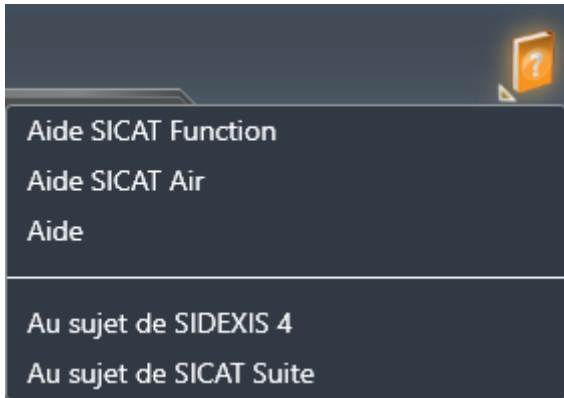 Aide SICAT Function
Aide SICAT Air
Aide
Au sujet de SIDEXIS 4
Au sujet de SICAT Suite